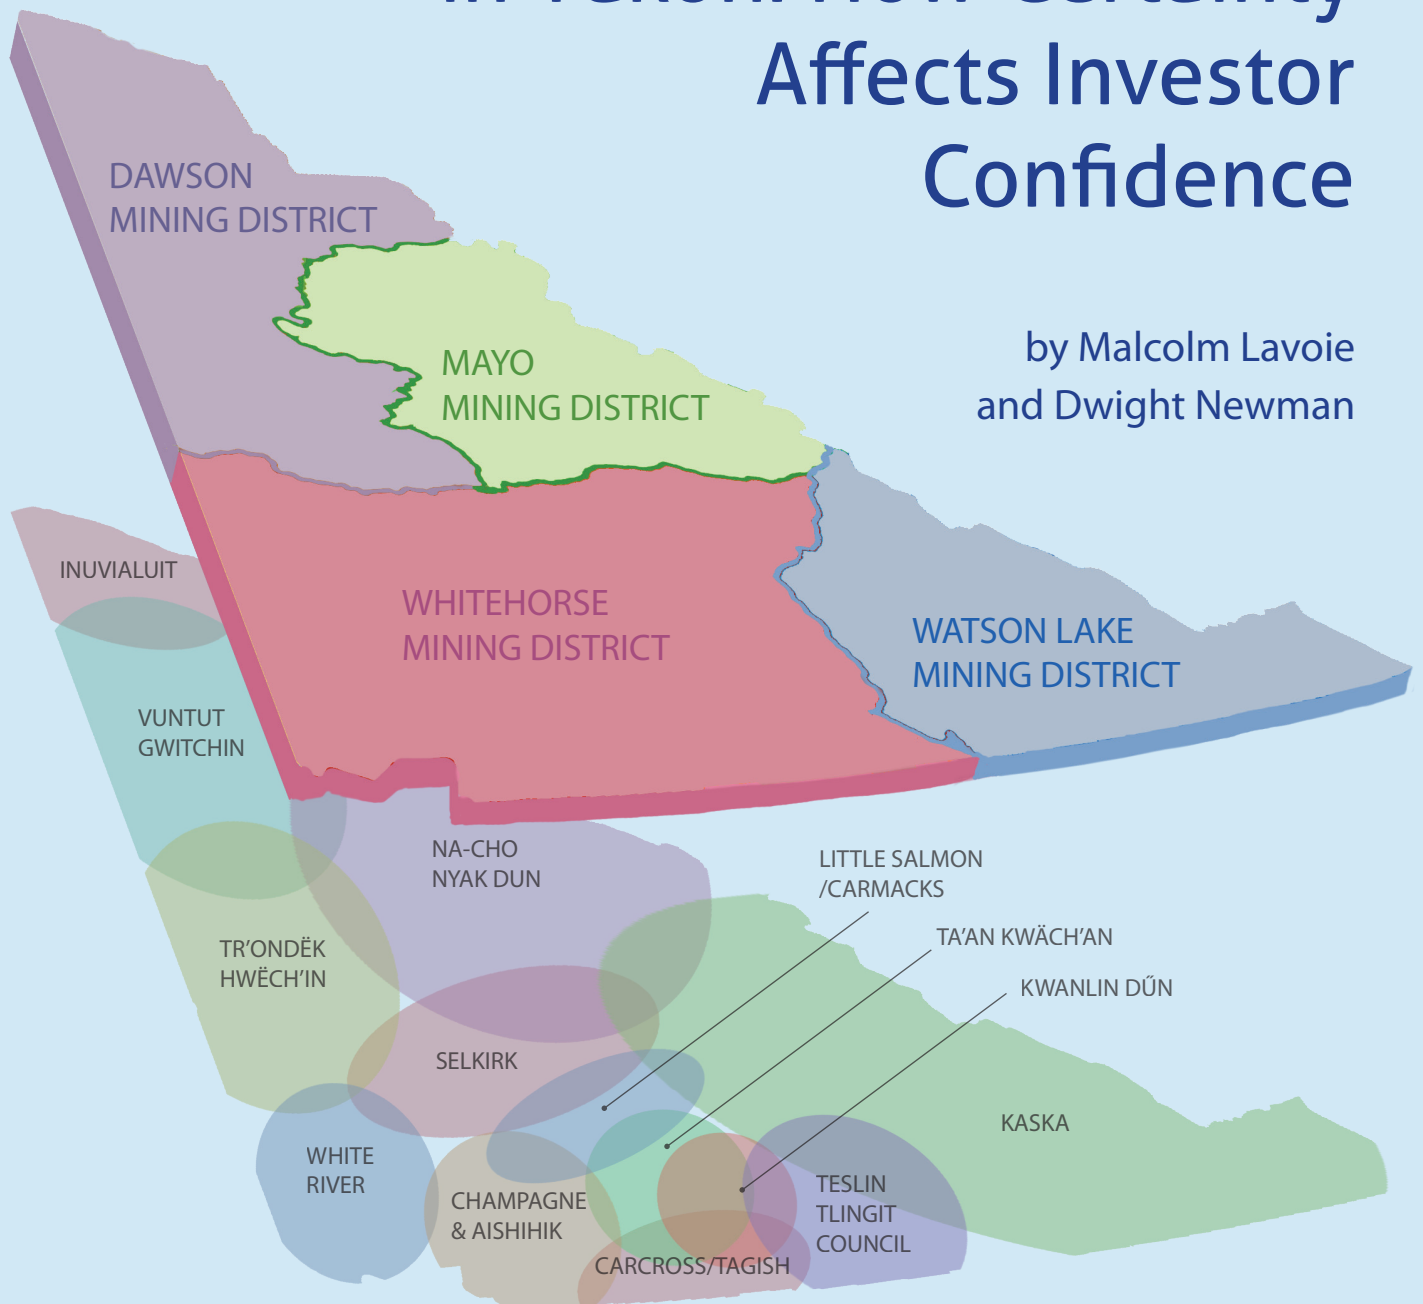 Affects Investor
Confidence
by Malcolm Lavoie
and Dwight Newman
DAWSON
MINING DISTRICT
MAYO
MINING DISTRICT
WHITEHORSE
MINING DISTRICT
WATSON LAKE
MINING DISTRICT
INUVIALUIT
VUNTUT
GWITCHIN
NA-CHO
NYAK DUN
LITTLE SALMON
/CARMACKS
TA'AN KWÄCH'AN
KWANLIN DŰN
TR'ONDËK
HWËCH'IN
SELKIRK
KASKA
WHITE
RIVER
CHAMPAGNE
& AISHIHIK
TESLIN
TLINGIT
COUNCIL
CARCROSS/TAGISH